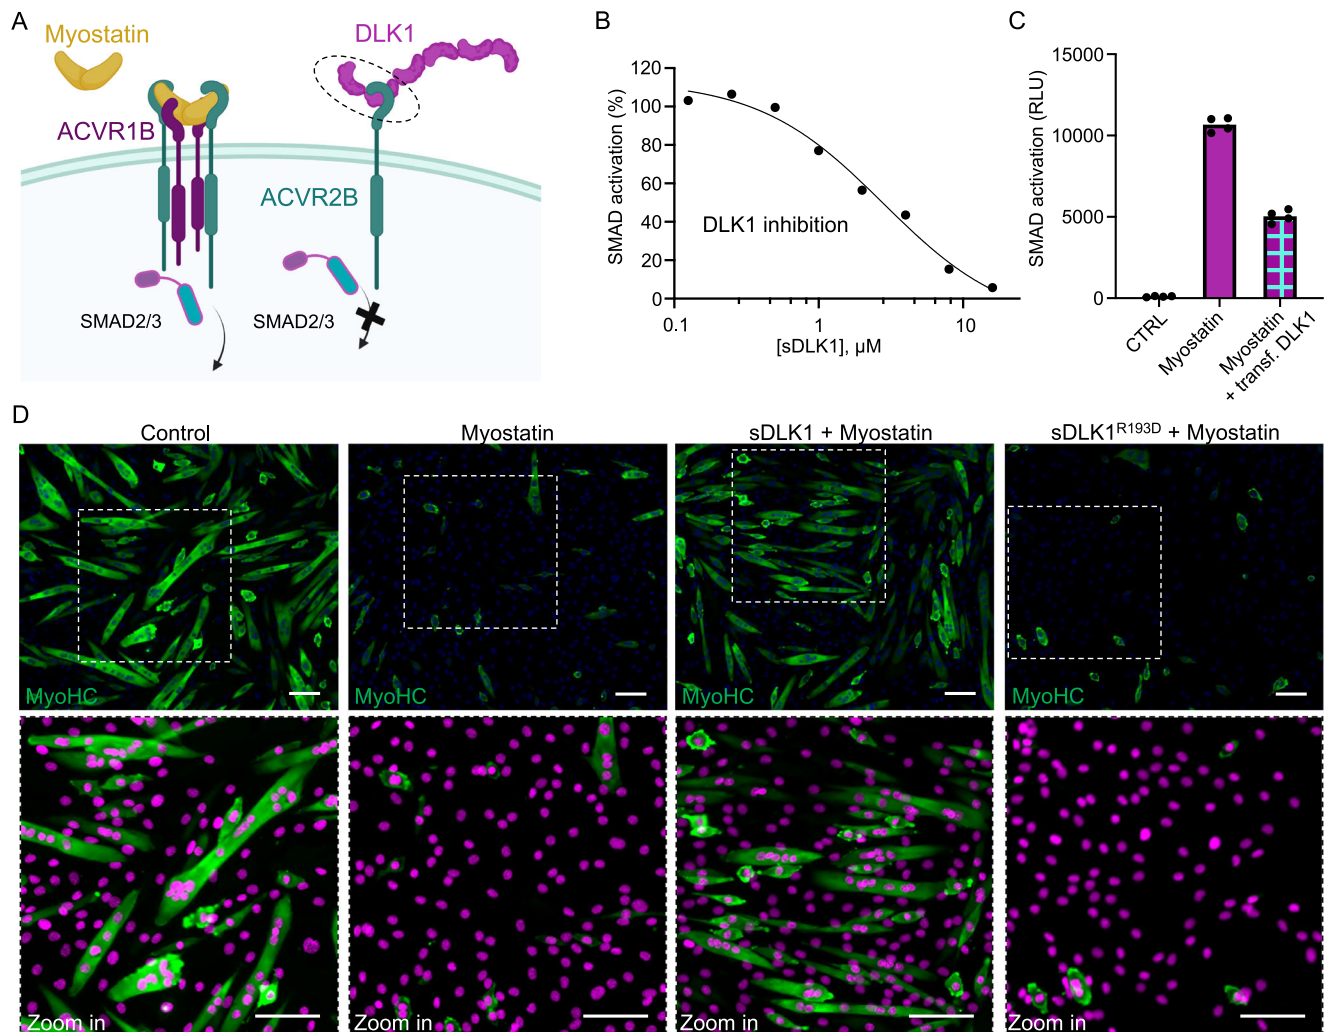 A
Myostatin
DLK1
ACVR1B
ACVR2B
SMAD2/3
SMAD2/3
B
SMAD activation (%)
120
100
80
60
40
20
0
DLK1 inhibition
0.1
1
10
[sDLK1], µM
C
SMAD activation (RLU)
15000
10000
5000
0
CTRL
Myostatin
Myostatin
+ transf. DLK1
D
Control
Myostatin
sDLK1 + Myostatin
sDLK1R193D + Myostatin
MyoHC
MyoHC
MyoHC
MyoHC
Zoom in
Zoom in
Zoom in
Zoom in